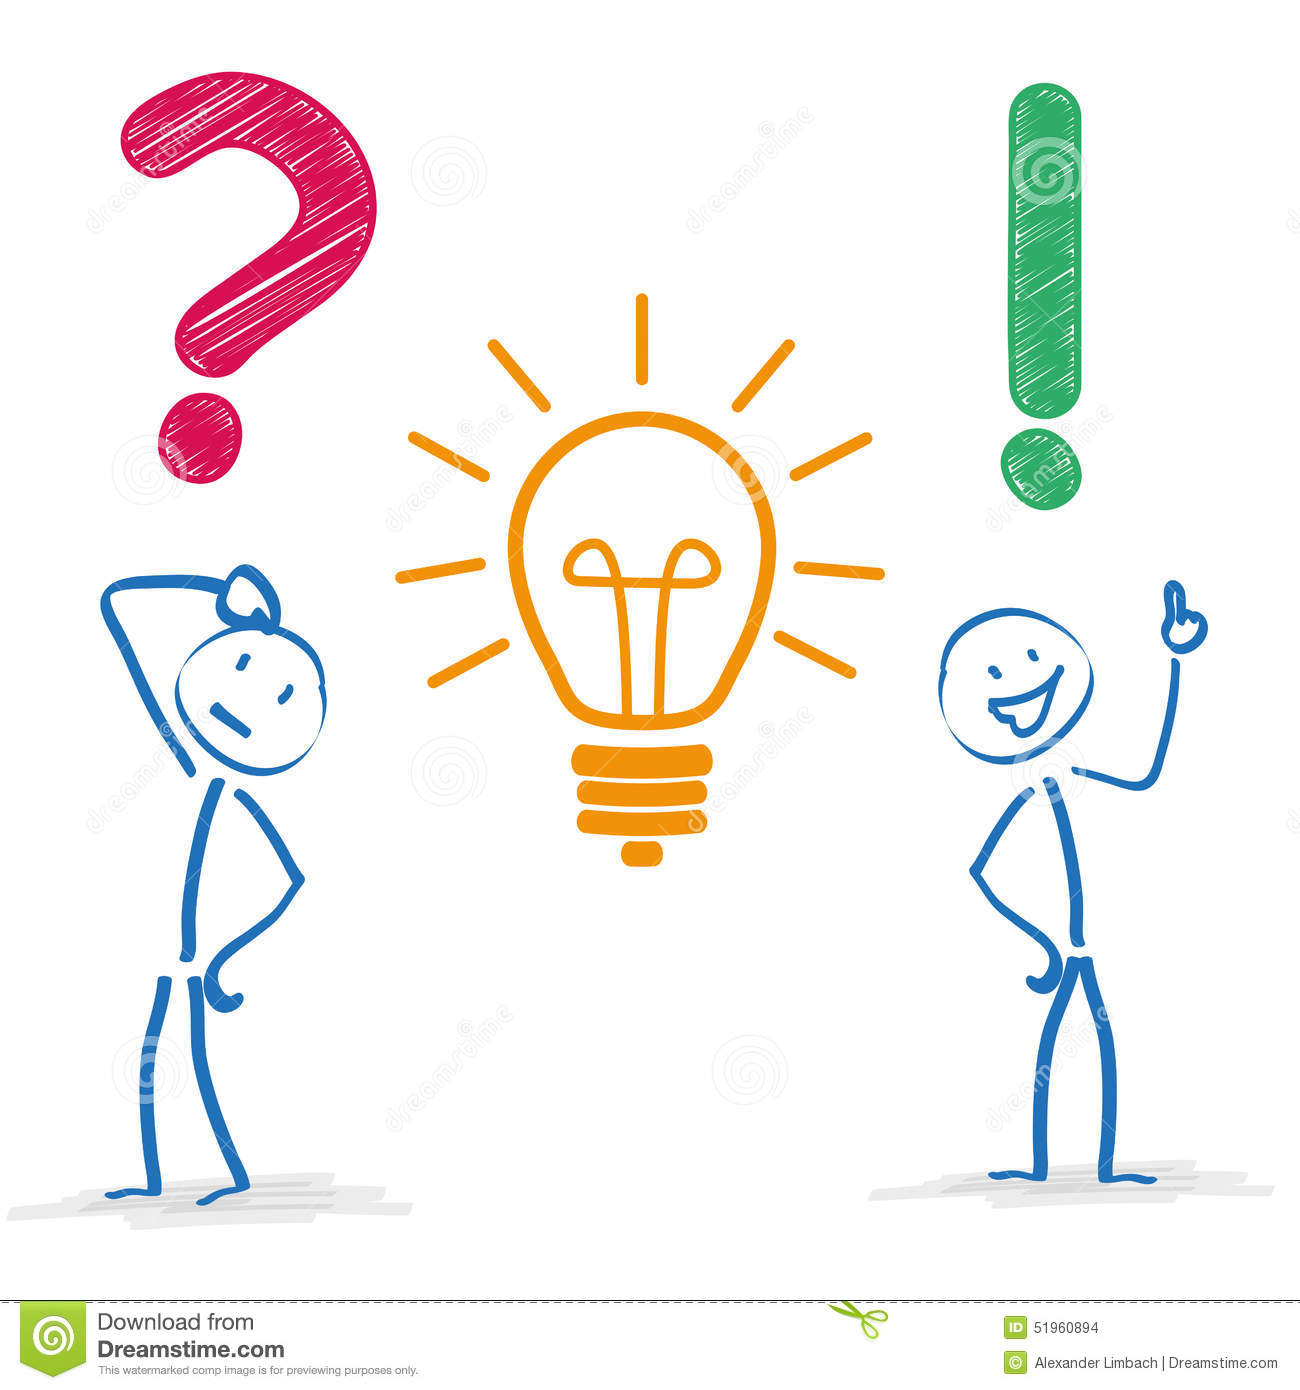 ?
!
dreamstime
Download from
Dreamstime.com
This watermarked comp image is for previewing purposes only.
ID 51960894
© Alexander Limbach | Dreamstime.com